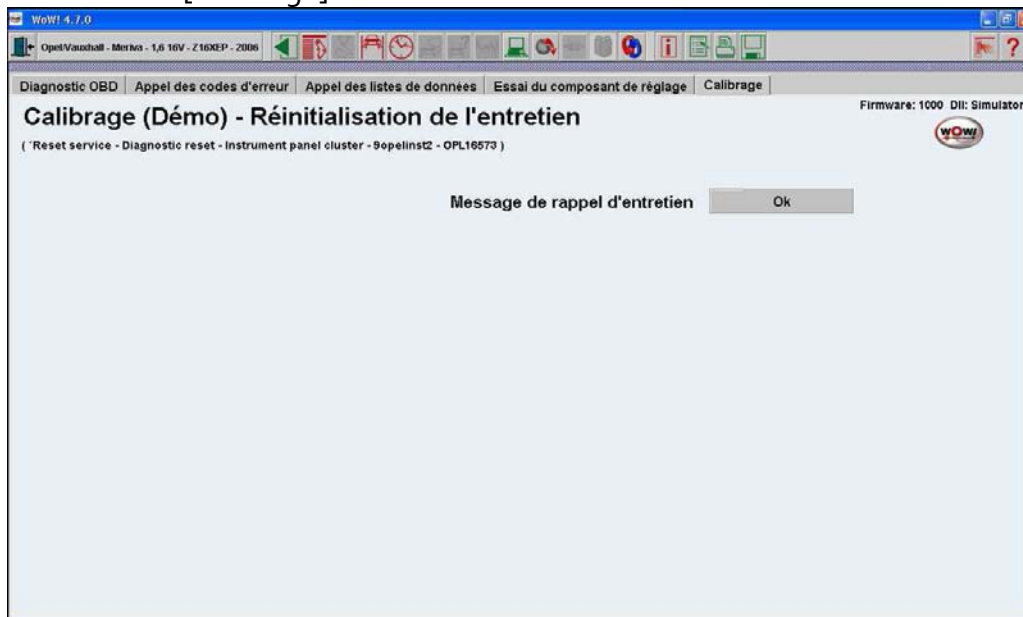 WoW! 4.7.0
Opel/Vauxhall - Meriva - 1,6 16V - Z16XEP - 2006
i
?
Diagnostic OBD Appel des codes d'erreur Appel des listes de données Essai du composant de réglage Calibrage
Calibrage (Démo) - Réinitialisation de l'entretien
Firmware: 1000 DII: Simulator
( ´Reset service - Diagnostic reset - Instrument panel cluster - 9opelinst2 - OPL16573 )
WOW!
Message de rappel d'entretien Ok